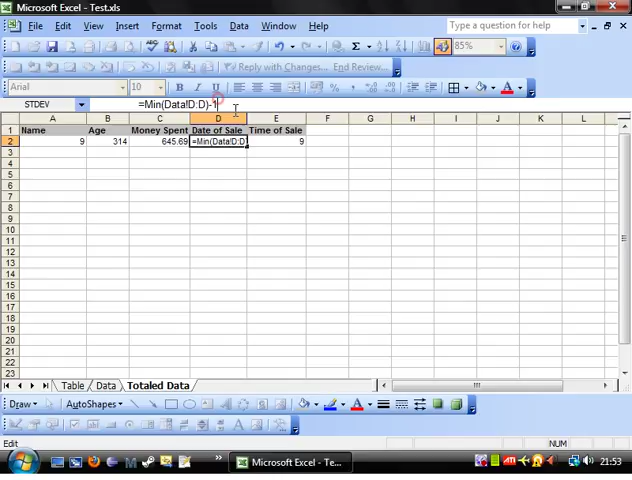 Microsoft Excel - Test.xls
File Edit View Insert Format Tools Data Window Help Type a question for help
85%
Reply with Changes... End Review...
Arial 10 B I U
STDEV =Min(Data!D:D)-1
A B C D E F G H I J K L
1 Name Age Money Spent Date of Sale Time of Sale
2 9 314 645.69 =Min(Data!D:D 9
3
4
5
6
7
8
9
10
11
12
13
14
15
16
17
18
19
20
21
22
23
Table Data Totaled Data
Draw AutoShapes
Edit NUM
Microsoft Excel - Te... ATI 21:53